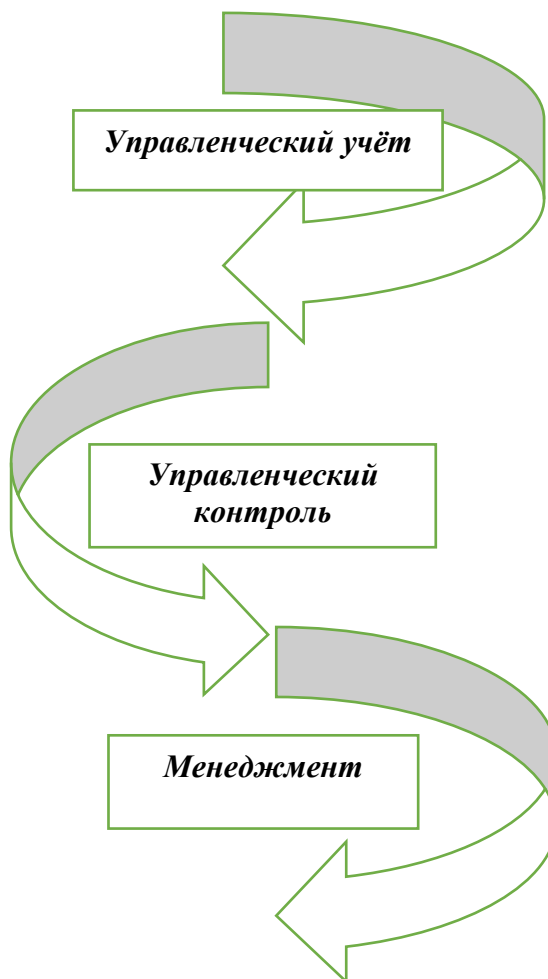 Управленческий учёт
Управленческий
контроль
Менеджмент